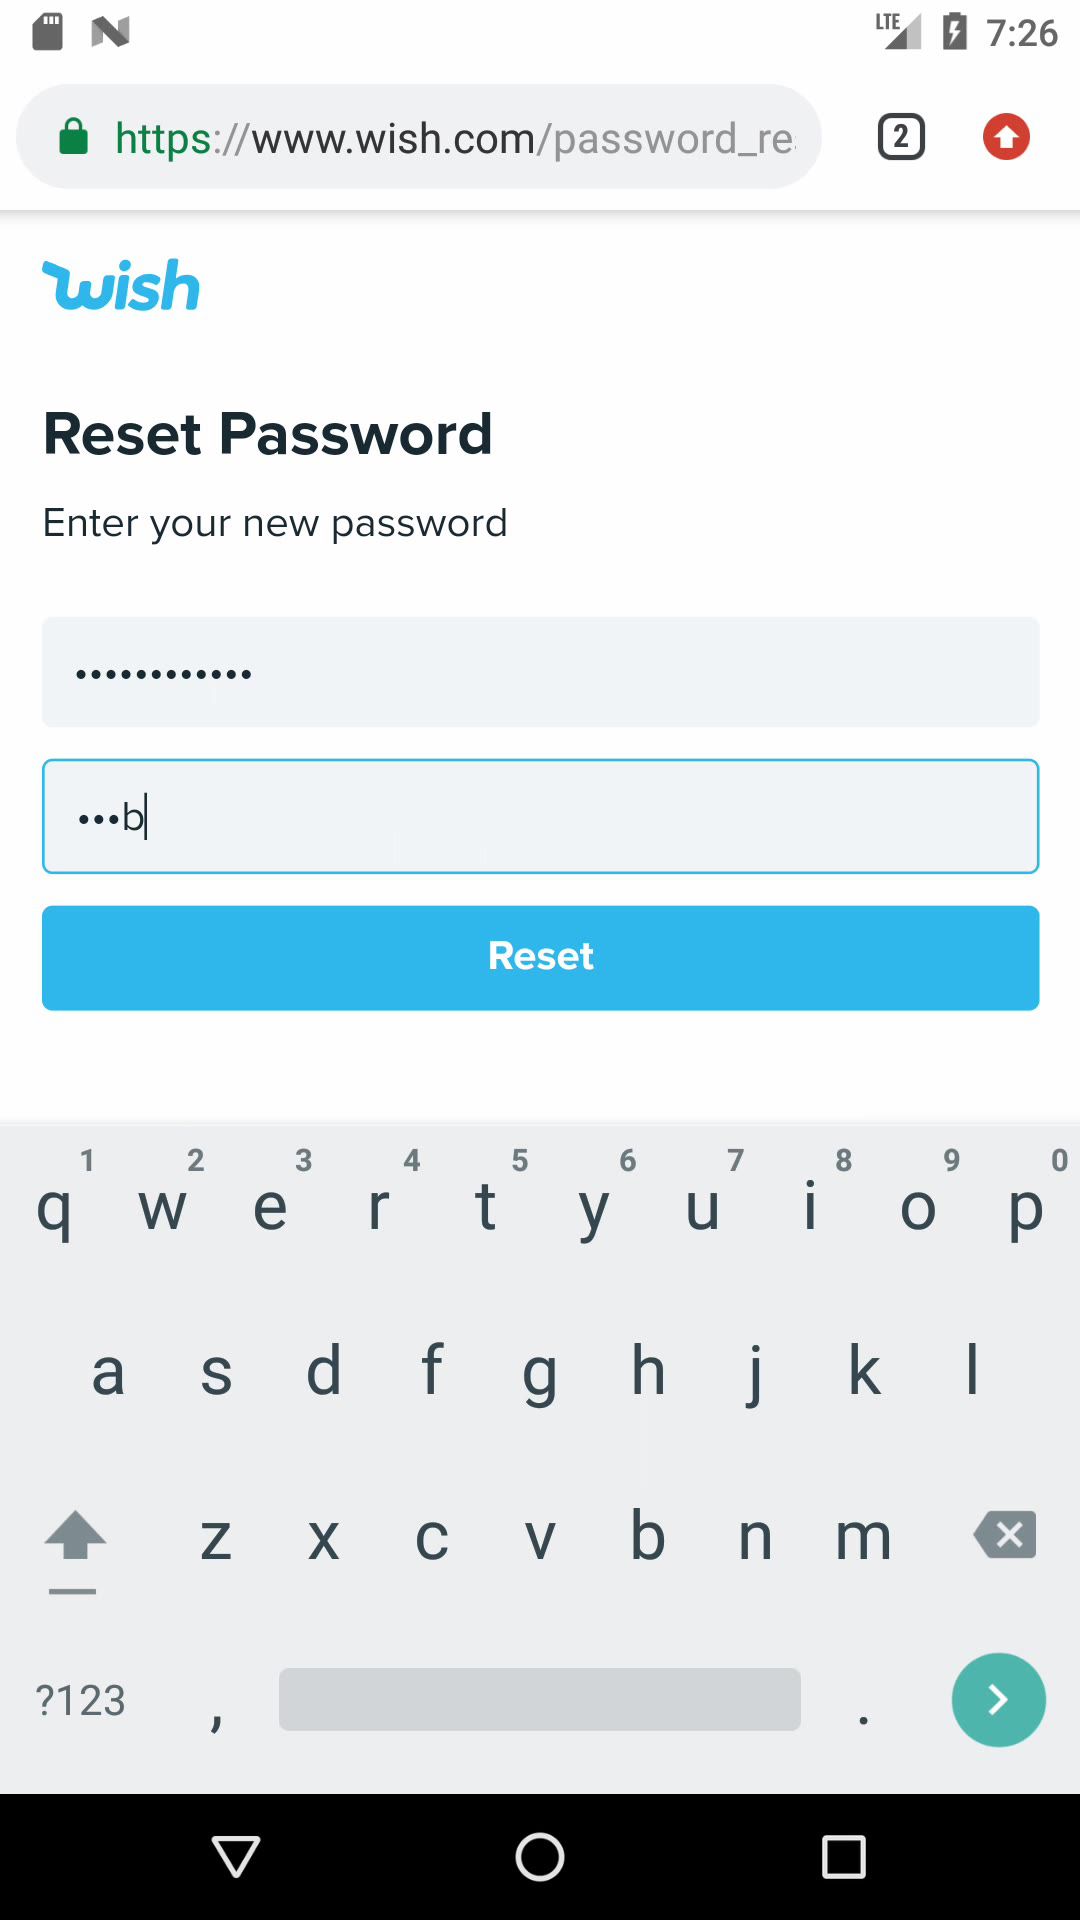 LTE 7:26
https://www.wish.com/password_re
2
wish
Reset Password
Enter your new password
••••••••••••
•••b
Reset
1 2 3 4 5 6 7 8 9 0
q w e r t y u i o p
a s d f g h j k l
z x c v b n m
?123 , .